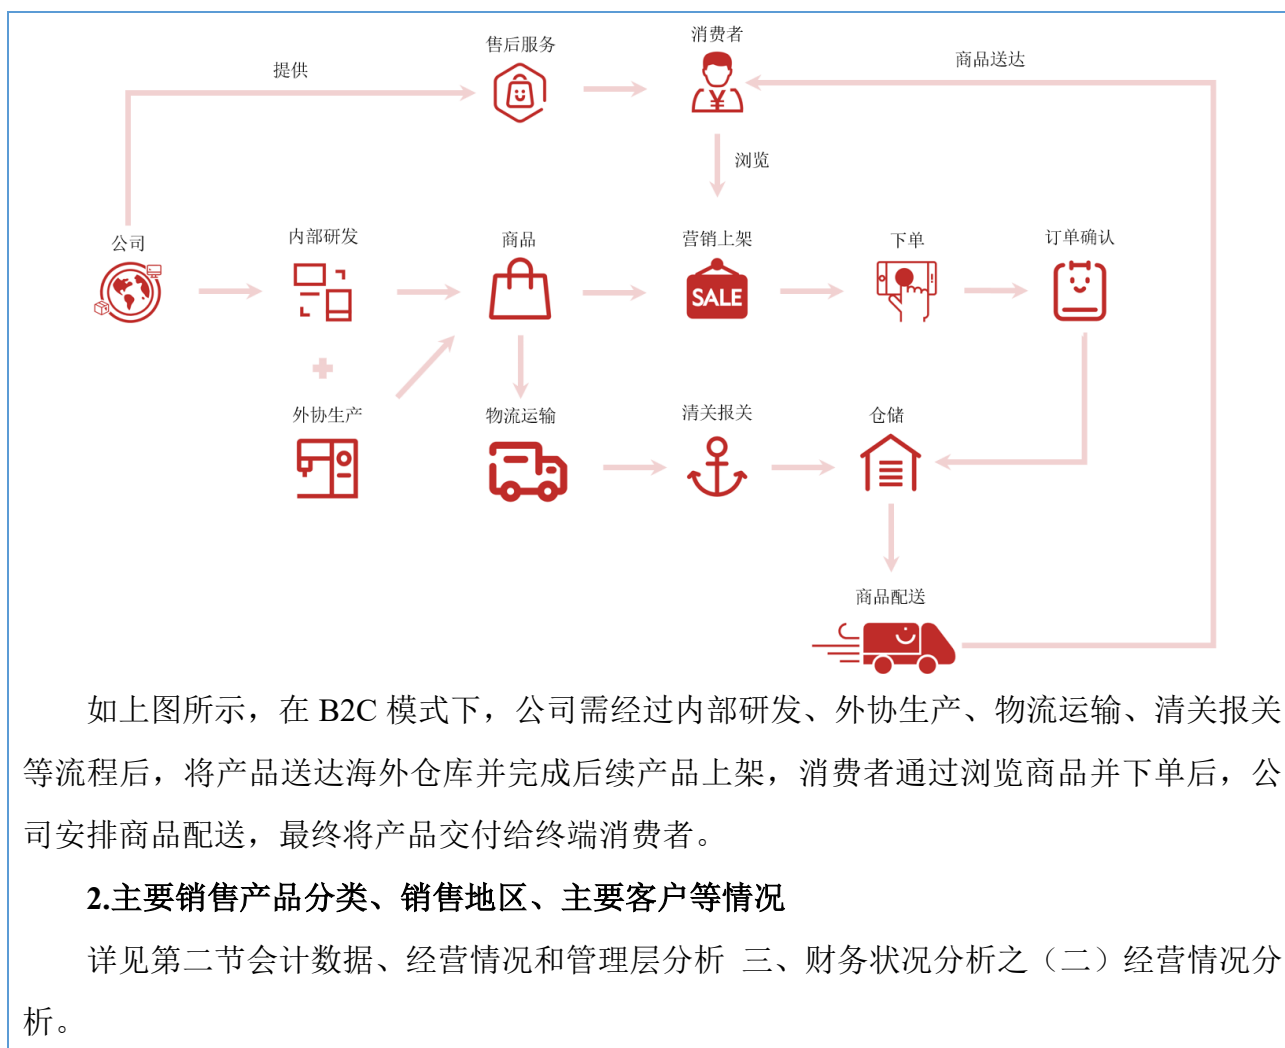 售后服务
消费者
提供
商品送达
浏览
公司
内部研发
商品
营销上架
下单
订单确认
SALE
外协生产
物流运输
清关报关
仓储
商品配送
如上图所示，在 B2C 模式下，公司需经过内部研发、外协生产、物流运输、清关报关
等流程后，将产品送达海外仓库并完成后续产品上架，消费者通过浏览商品并下单后，公
司安排商品配送，最终将产品交付给终端消费者。
2.主要销售产品分类、销售地区、主要客户等情况
详见第二节会计数据、经营情况和管理层分析 三、财务状况分析之（二）经营情况分
析。